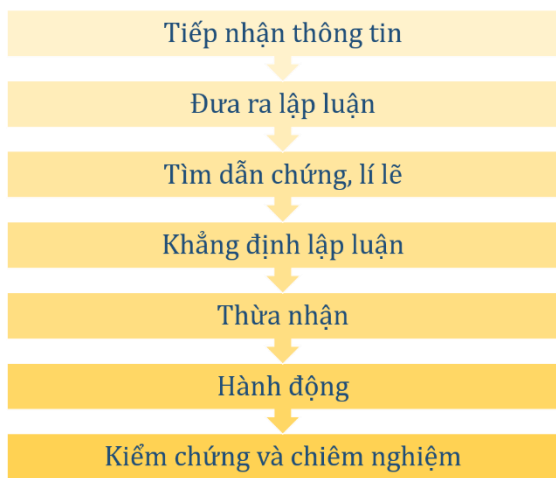 Tiếp nhận thông tin
Đưa ra lập luận
Tìm dẫn chứng, lí lẽ
Khẳng định lập luận
Thừa nhận
Hành động
Kiểm chứng và chiêm nghiệm